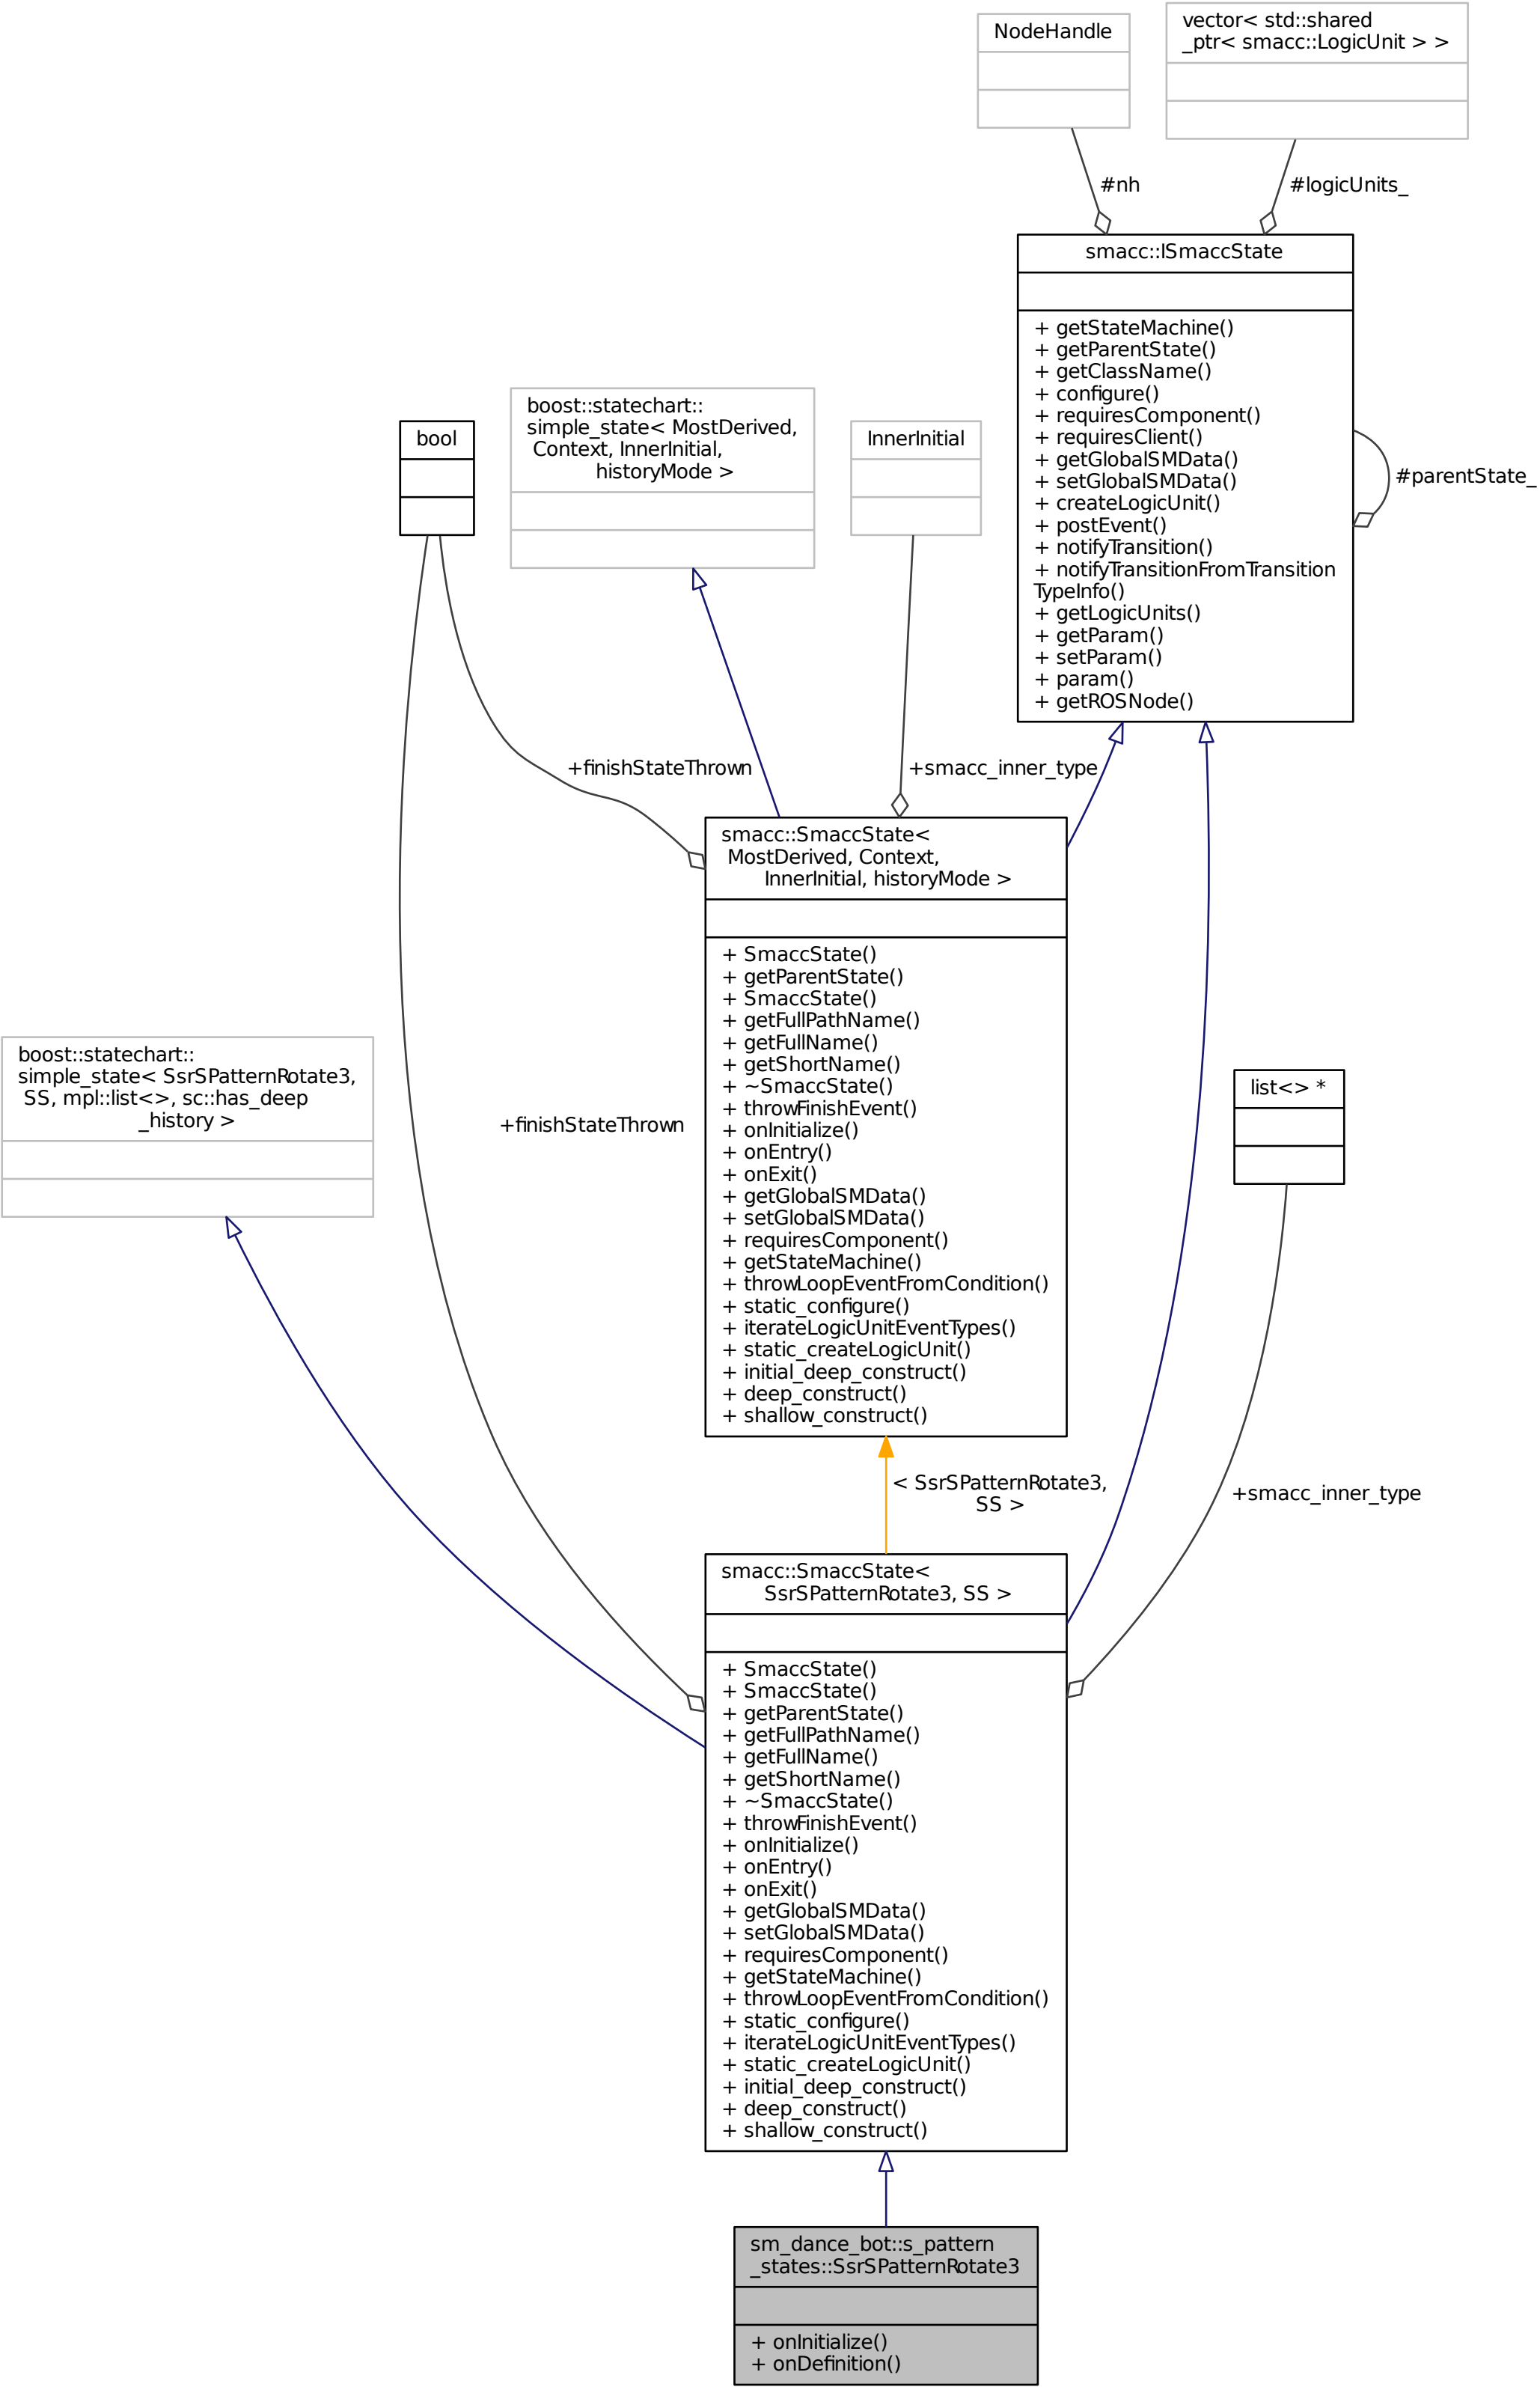 NodeHandle
vector< std::shared
_ptr< smacc::LogicUnit > >
#nh
#logicUnits_
smacc::ISmaccState
+ getStateMachine()
+ getParentState()
+ getClassName()
+ configure()
+ requiresComponent()
+ requiresClient()
+ getGlobalSMData()
+ setGlobalSMData()
+ createLogicUnit()
+ postEvent()
+ notifyTransition()
+ notifyTransitionFromTransition
TypeInfo()
+ getLogicUnits()
+ getParam()
+ setParam()
+ param()
+ getROSNode()
#parentState_
bool
boost::statechart::
simple_state< MostDerived,
Context, InnerInitial,
historyMode >
InnerInitial
+finishStateThrown
+smacc_inner_type
smacc::SmaccState<
MostDerived, Context,
InnerInitial, historyMode >
+ SmaccState()
+ getParentState()
+ SmaccState()
+ getFullPathName()
+ getFullName()
+ getShortName()
+ ~SmaccState()
+ throwFinishEvent()
+ onInitialize()
+ onEntry()
+ onExit()
+ getGlobalSMData()
+ setGlobalSMData()
+ requiresComponent()
+ getStateMachine()
+ throwLoopEventFromCondition()
+ static_configure()
+ iterateLogicUnitEventTypes()
+ static_createLogicUnit()
+ initial_deep_construct()
+ deep_construct()
+ shallow_construct()
boost::statechart::
simple_state< SsrSPatternRotate3,
SS, mpl::list<>, sc::has_deep
_history >
+finishStateThrown
list<> *
< SsrSPatternRotate3,
SS >
+smacc_inner_type
smacc::SmaccState<
SsrSPatternRotate3, SS >
+ SmaccState()
+ SmaccState()
+ getParentState()
+ getFullPathName()
+ getFullName()
+ getShortName()
+ ~SmaccState()
+ throwFinishEvent()
+ onInitialize()
+ onEntry()
+ onExit()
+ getGlobalSMData()
+ setGlobalSMData()
+ requiresComponent()
+ getStateMachine()
+ throwLoopEventFromCondition()
+ static_configure()
+ iterateLogicUnitEventTypes()
+ static_createLogicUnit()
+ initial_deep_construct()
+ deep_construct()
+ shallow_construct()
sm_dance_bot::s_pattern
_states::SsrSPatternRotate3
+ onInitialize()
+ onDefinition()